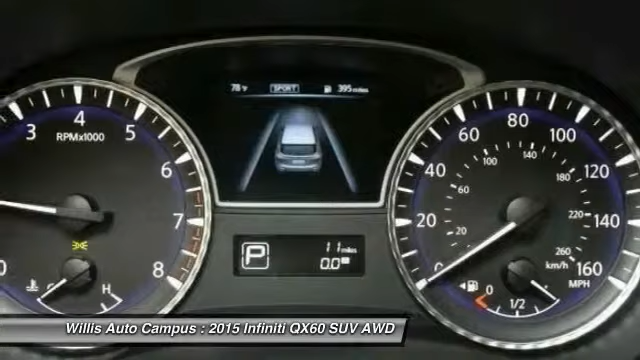 78°F SPORT 395 miles
3 4 5 6 7 8
RPMx1000
C H
P
11 miles
0.0
0 20 40 60 80 100 120 140 160
MPH
60 100 140 180 220 260
km/h
0 1/2
Willis Auto Campus : 2015 Infiniti QX60 SUV AWD